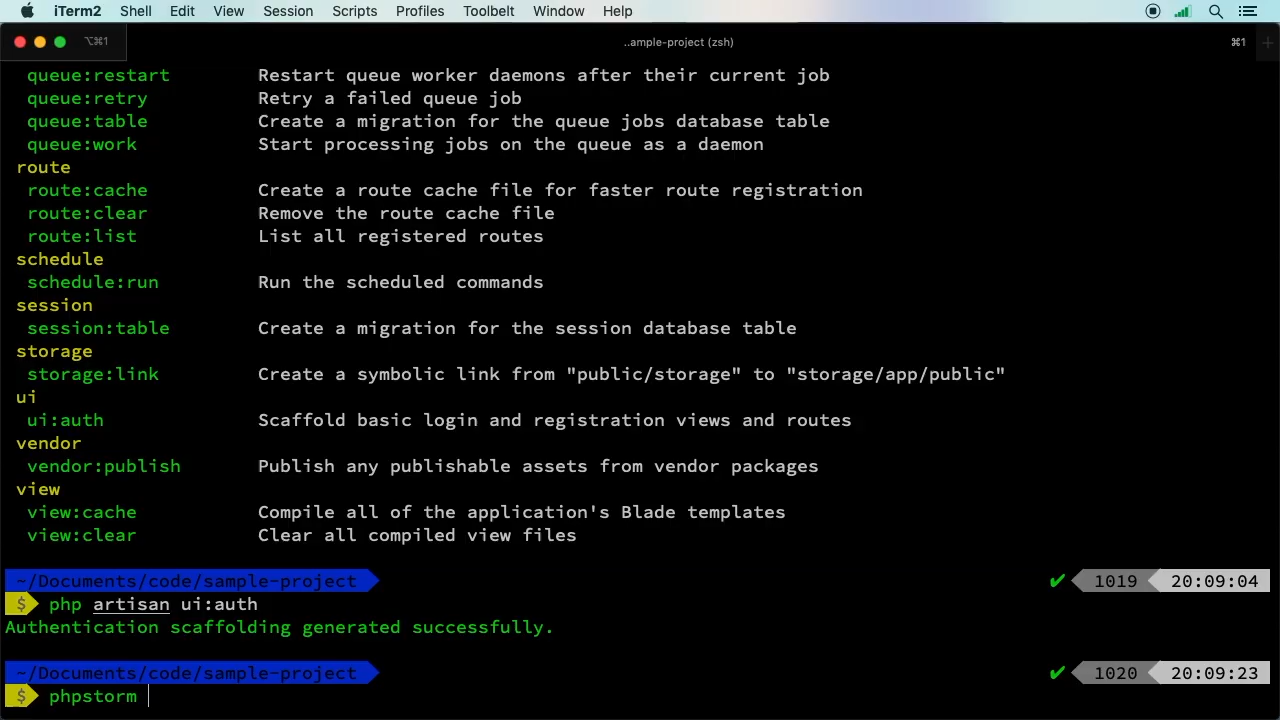 iTerm2 Shell Edit View Session Scripts Profiles Toolbelt Window Help
⌥⌘1 ..ample-project (zsh) ⌘1 +
queue:restart Restart queue worker daemons after their current job
queue:retry Retry a failed queue job
queue:table Create a migration for the queue jobs database table
queue:work Start processing jobs on the queue as a daemon
route
route:cache Create a route cache file for faster route registration
route:clear Remove the route cache file
route:list List all registered routes
schedule
schedule:run Run the scheduled commands
session
session:table Create a migration for the session database table
storage
storage:link Create a symbolic link from "public/storage" to "storage/app/public"
ui
ui:auth Scaffold basic login and registration views and routes
vendor
vendor:publish Publish any publishable assets from vendor packages
view
view:cache Compile all of the application's Blade templates
view:clear Clear all compiled view files
~/Documents/code/sample-project ✔ 1019 20:09:04
$ php artisan ui:auth
Authentication scaffolding generated successfully.
~/Documents/code/sample-project ✔ 1020 20:09:23
$ phpstorm